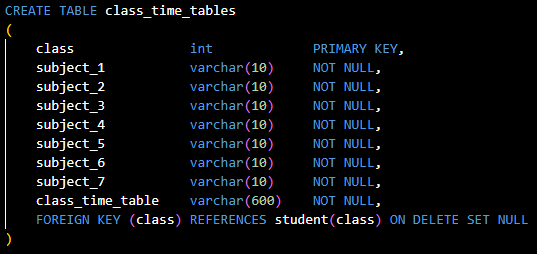 CREATE TABLE class_time_tables
(
class int PRIMARY KEY,
subject_1 varchar(10) NOT NULL,
subject_2 varchar(10) NOT NULL,
subject_3 varchar(10) NOT NULL,
subject_4 varchar(10) NOT NULL,
subject_5 varchar(10) NOT NULL,
subject_6 varchar(10) NOT NULL,
subject_7 varchar(10) NOT NULL,
class_time_table varchar(600) NOT NULL,
FOREIGN KEY (class) REFERENCES student(class) ON DELETE SET NULL
)